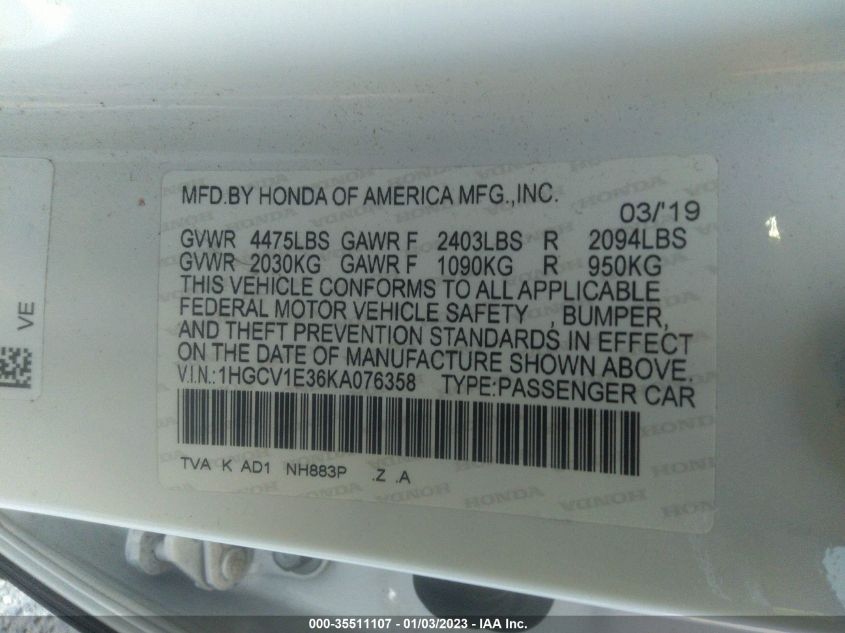 MFD.BY HONDA OF AMERICA MFG.,INC.
03/'19
GVWR 4475LBS GAWR F 2403LBS R 2094LBS
GVWR 2030KG GAWR F 1090KG R 950KG
THIS VEHICLE CONFORMS TO ALL APPLICABLE
FEDERAL MOTOR VEHICLE SAFETY , BUMPER,
AND THEFT PREVENTION STANDARDS IN EFFECT
ON THE DATE OF MANUFACTURE SHOWN ABOVE.
V.I.N.:1HGCV1E36KA076358 TYPE:PASSENGER CAR
TVA K AD1 NH883P .Z .A
VE
000-35511107 - 01/03/2023 - IAA Inc.